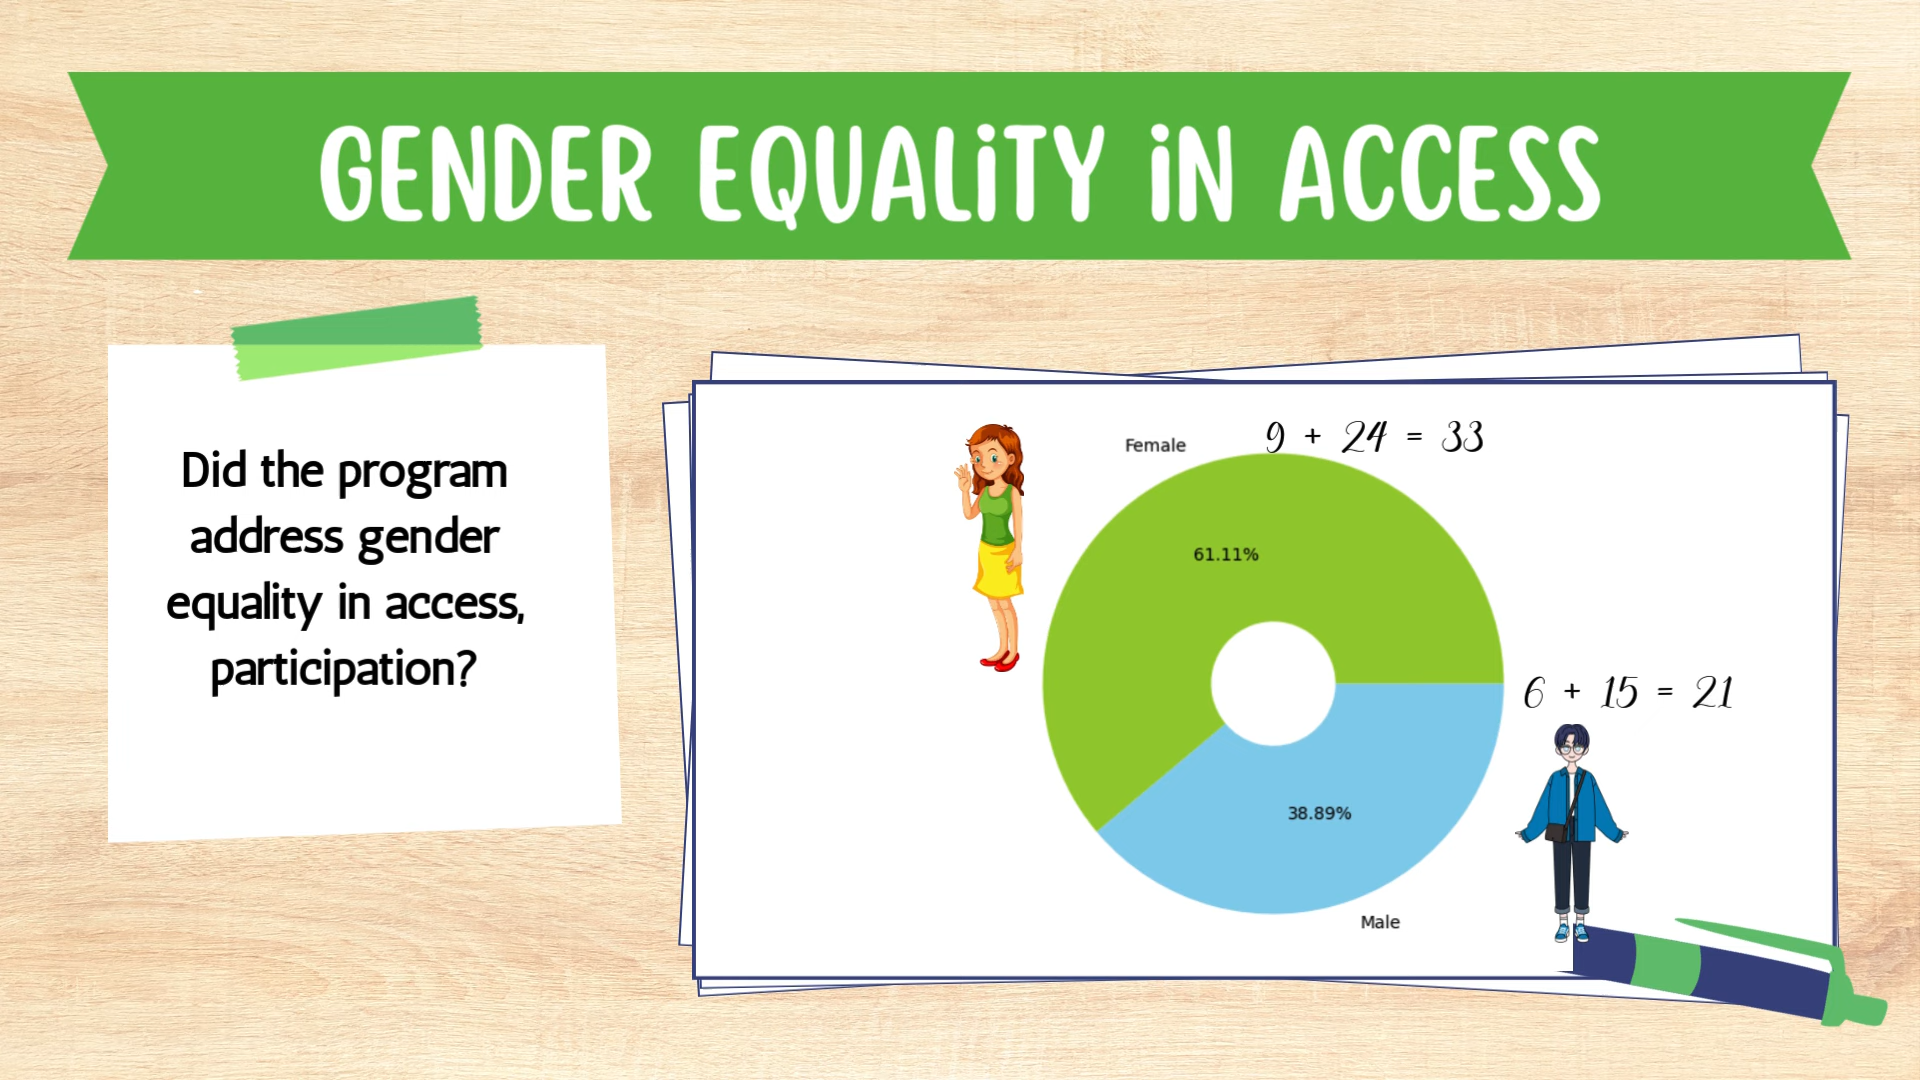 GENDER EQUALITY IN ACCESS
Did the program
address gender
equality in access,
participation?
Female
9 + 24 = 33
61.11%
6 + 15 = 21
38.89%
Male